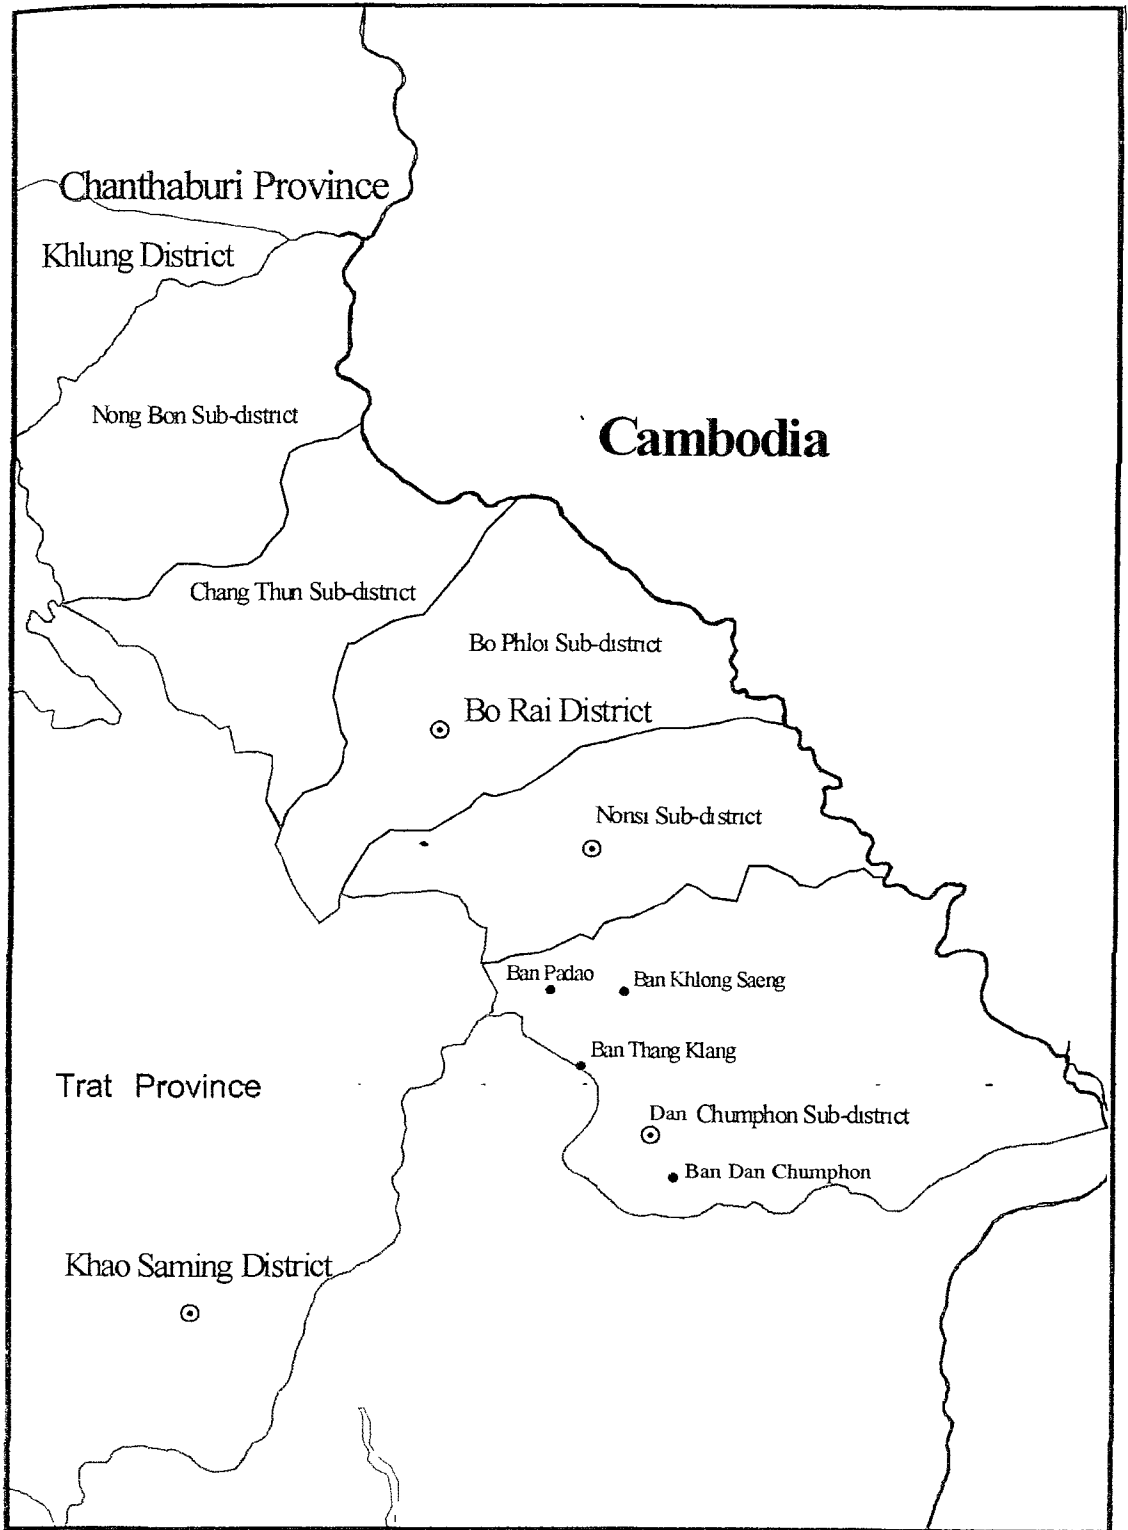 Chanthaburi Province
Khlung District
Nong Bon Sub-district
Cambodia
Chang Thun Sub-district
Bo Phloi Sub-district
Bo Rai District
Nonsi Sub-district
Ban Padao
Ban Khlong Saeng
Ban Thang Klang
Trat Province
Dan Chumphon Sub-district
Ban Dan Chumphon
Khao Saming District